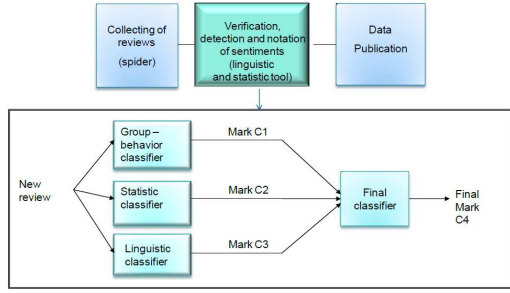 Collecting of
reviews
(spider)
Verification,
detection and notation
of sentiments
(linguistic
and statistic tool)
Data
Publication
Group –
behavior
classifier
Mark C1
New
review
Statistic
classifier
Mark C2
Final
classifier
Final
Mark
C4
Linguistic
classifier
Mark C3